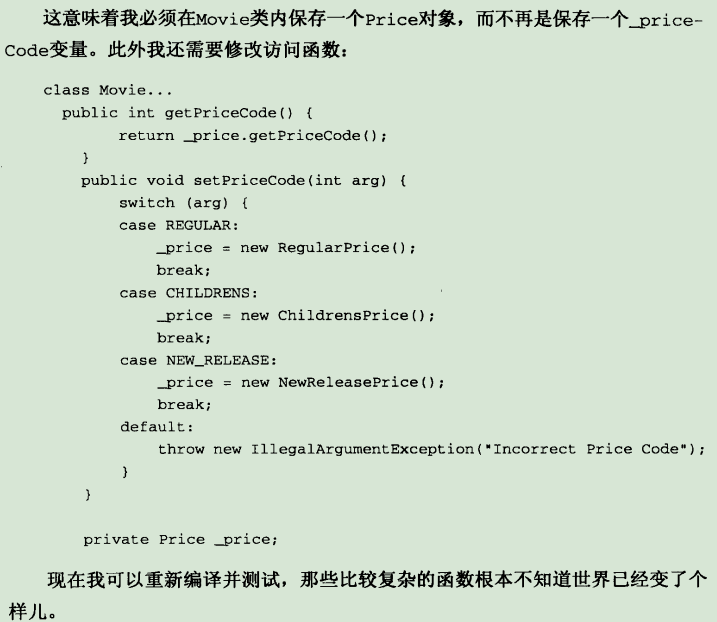 这意味着我必须在Movie类内保存一个Price对象，而不再是保存一个_price-
Code变量。此外我还需要修改访问函数：
class Movie...
public int getPriceCode() {
return _price.getPriceCode();
}
public void setPriceCode(int arg) {
switch (arg) {
case REGULAR:
_price = new RegularPrice();
break;
case CHILDRENS:
_price = new ChildrensPrice();
break;
case NEW_RELEASE:
_price = new NewReleasePrice();
break;
default:
throw new IllegalArgumentException("Incorrect Price Code");
}
}
private Price _price;
现在我可以重新编译并测试，那些比较复杂的函数根本不知道世界已经变了个
样儿。